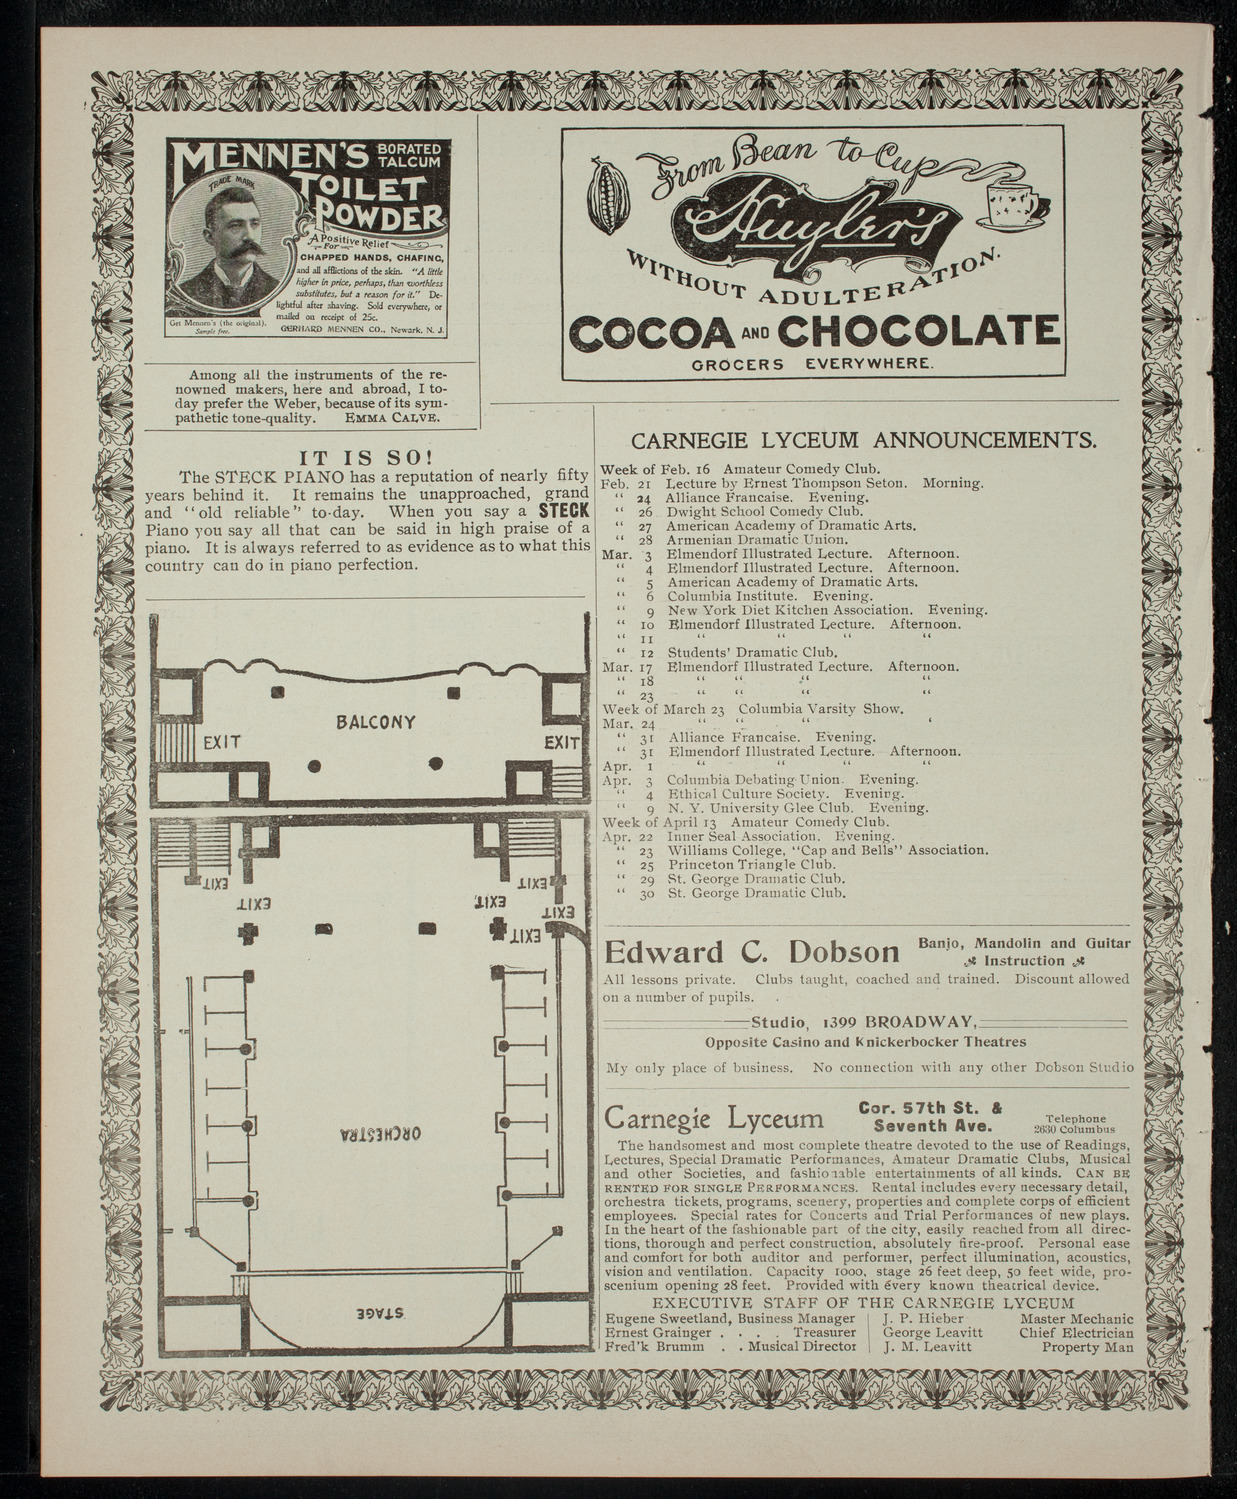 MENNEN'S BORATED TALCUM
TOILET
POWDER
TRADE MARK
A Positive Relief
For
CHAPPED HANDS, CHAFING,
and all afflictions of the skin. "A little
higher in price, perhaps, than worthless
substitutes, but a reason for it." De-
lightful after shaving. Sold everywhere, or
mailed on receipt of 25c.
Get Mennen's (the original).
Sample free.
GERHARD MENNEN CO., Newark, N. J.
From Bean to Cup
Huyler's
WITHOUT ADULTERATION.
COCOA AND CHOCOLATE
GROCERS EVERYWHERE.
Among all the instruments of the re-
nowned makers, here and abroad, I to-
day prefer the Weber, because of its sym-
pathetic tone-quality. EMMA CALVE.
IT IS SO!
The STECK PIANO has a reputation of nearly fifty
years behind it. It remains the unapproached, grand
and "old reliable" to-day. When you say a STECK
Piano you say all that can be said in high praise of a
piano. It is always referred to as evidence as to what this
country can do in piano perfection.
BALCONY
EXIT
EXIT
EXIT
EXIT
EXIT
EXIT
EXIT
EXIT
ORCHESTRA
STAGE
CARNEGIE LYCEUM ANNOUNCEMENTS.
Week of Feb. 16 Amateur Comedy Club.
Feb. 21 Lecture by Ernest Thompson Seton. Morning.
" 24 Alliance Francaise. Evening.
" 26 Dwight School Comedy Club.
" 27 American Academy of Dramatic Arts.
" 28 Armenian Dramatic Union.
Mar. 3 Elmendorf Illustrated Lecture. Afternoon.
" 4 Elmendorf Illustrated Lecture. Afternoon.
" 5 American Academy of Dramatic Arts.
" 6 Columbia Institute. Evening.
" 9 New York Diet Kitchen Association. Evening.
" 10 Elmendorf Illustrated Lecture. Afternoon.
" 11 " " " "
" 12 Students' Dramatic Club.
Mar. 17 Elmendorf Illustrated Lecture. Afternoon.
" 18 " " " "
" 23 " " " "
Week of March 23 Columbia Varsity Show.
Mar. 24 " " " "
" 31 Alliance Francaise. Evening.
" 31 Elmendorf Illustrated Lecture. Afternoon.
Apr. 1 " " " "
Apr. 3 Columbia Debating Union. Evening.
" 4 Ethical Culture Society. Evening.
" 9 N. Y. University Glee Club. Evening.
Week of April 13 Amateur Comedy Club.
Apr. 22 Inner Seal Association. Evening.
" 23 Williams College, "Cap and Bells" Association.
" 25 Princeton Triangle Club.
" 29 St. George Dramatic Club.
" 30 St. George Dramatic Club.
Edward C. Dobson Banjo, Mandolin and Guitar
Instruction
All lessons private. Clubs taught, coached and trained. Discount allowed
on a number of pupils.
Studio, 1399 BROADWAY,
Opposite Casino and Knickerbocker Theatres
My only place of business. No connection with any other Dobson Studio
Carnegie Lyceum Cor. 57th St. &
Seventh Ave.
Telephone
2630 Columbus
The handsomest and most complete theatre devoted to the use of Readings,
Lectures, Special Dramatic Performances, Amateur Dramatic Clubs, Musical
and other Societies, and fashionable entertainments of all kinds. CAN BE
RENTED FOR SINGLE PERFORMANCES. Rental includes every necessary detail,
orchestra tickets, programs, scenery, properties and complete corps of efficient
employees. Special rates for Concerts and Trial Performances of new plays.
In the heart of the fashionable part of the city, easily reached from all direc-
tions, thorough and perfect construction, absolutely fire-proof. Personal ease
and comfort for both auditor and performer, perfect illumination, acoustics,
vision and ventilation. Capacity 1000, stage 26 feet deep, 50 feet wide, pro-
scenium opening 28 feet. Provided with every known theatrical device.
EXECUTIVE STAFF OF THE CARNEGIE LYCEUM
Eugene Sweetland, Business Manager
Ernest Grainger . . . . Treasurer
Fred'k Brumm . . Musical Director
J. P. Hieber Master Mechanic
George Leavitt Chief Electrician
J. M. Leavitt Property Man